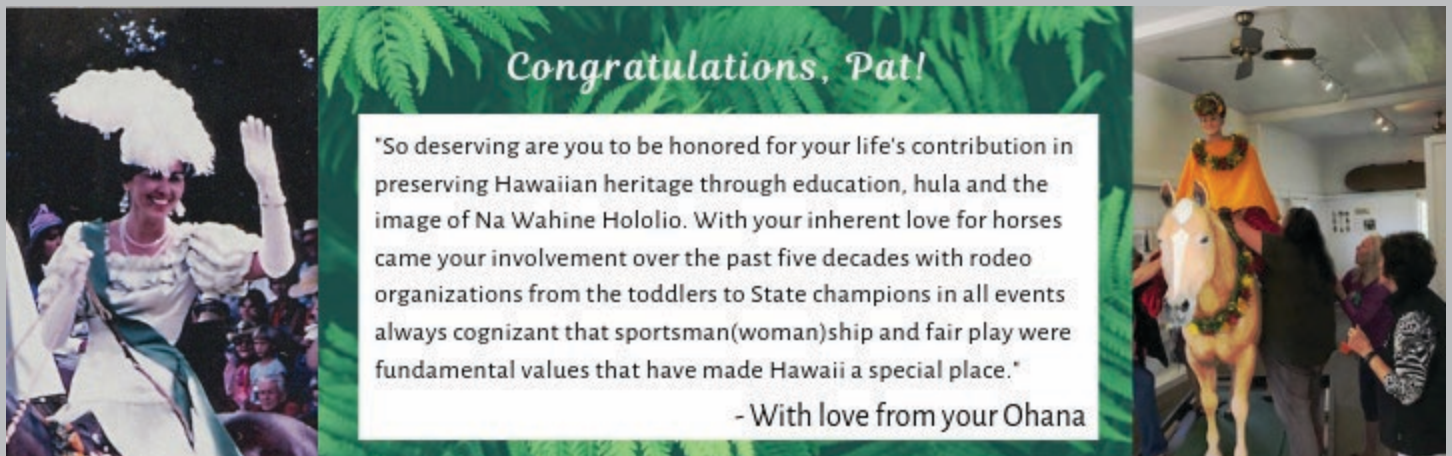 Congratulations, Pat!
"So deserving are you to be honored for your life's contribution in
preserving Hawaiian heritage through education, hula and the
image of Na Wahine Hololio. With your inherent love for horses
came your involvement over the past five decades with rodeo
organizations from the toddlers to State champions in all events
always cognizant that sportsman(woman)ship and fair play were
fundamental values that have made Hawaii a special place."
- With love from your Ohana